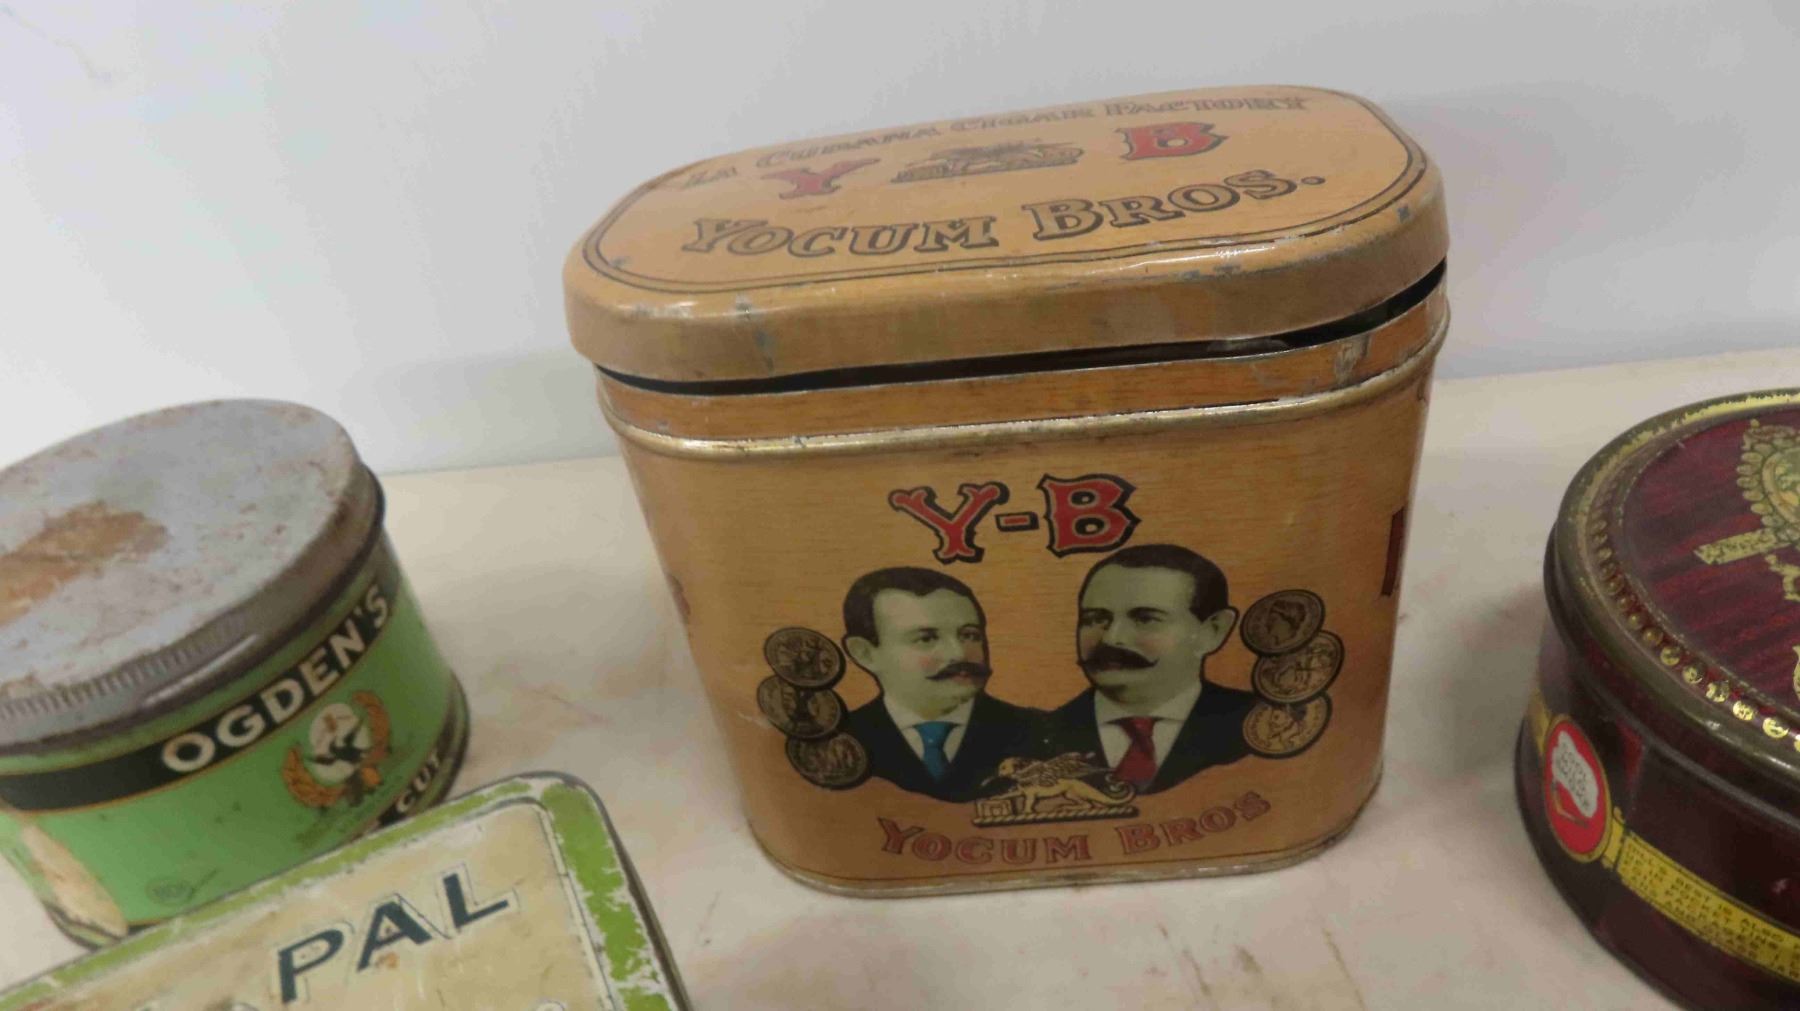 LA CUBANA CIGAR FACTORY
Y B
YOCUM BROS.
Y-B
YOCUM BROS
OGDEN'S
CUT
PAL